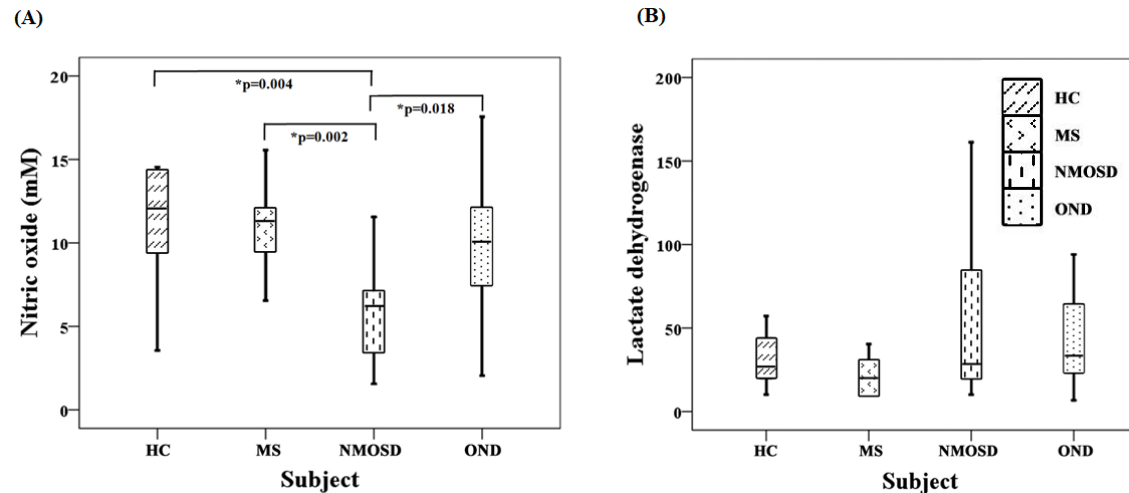 (A)
Nitric oxide (mM)
20
15
10
5
0
*p=0.004
*p=0.018
*p=0.002
HC MS NMOSD OND
Subject
(B)
Lactate dehydrogenase
200
150
100
50
0
HC
MS
NMOSD
OND
HC MS NMOSD OND
Subject